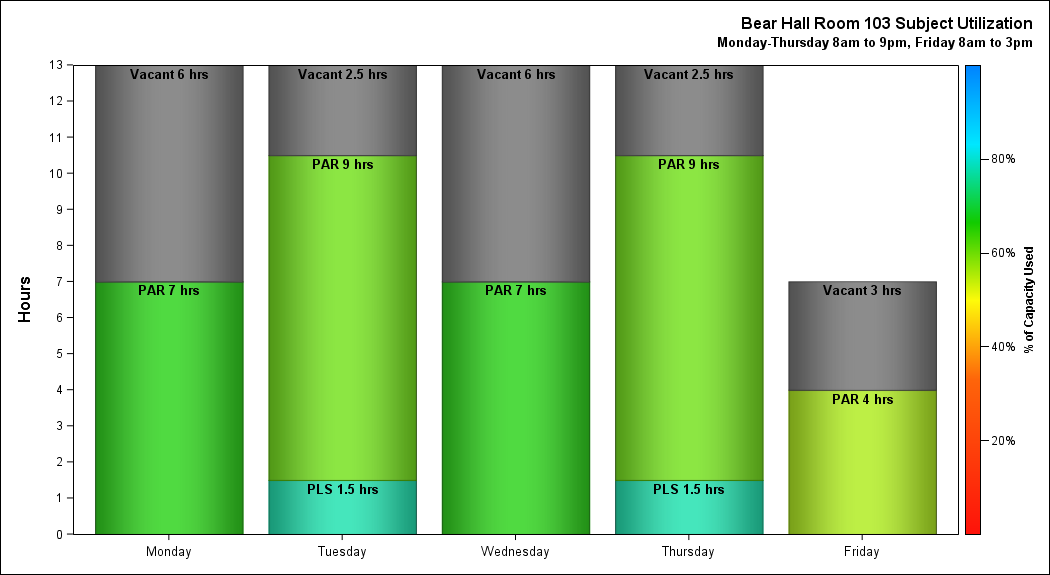 Bear Hall Room 103 Subject Utilization
Monday-Thursday 8am to 9pm, Friday 8am to 3pm
13
12
11
10
9
8
7
6
5
4
3
2
1
0
Hours
Vacant 6 hrs
PAR 7 hrs
Vacant 2.5 hrs
PAR 9 hrs
PLS 1.5 hrs
Vacant 6 hrs
PAR 7 hrs
Vacant 2.5 hrs
PAR 9 hrs
PLS 1.5 hrs
Vacant 3 hrs
PAR 4 hrs
Monday
Tuesday
Wednesday
Thursday
Friday
80%
60%
40%
20%
% of Capacity Used